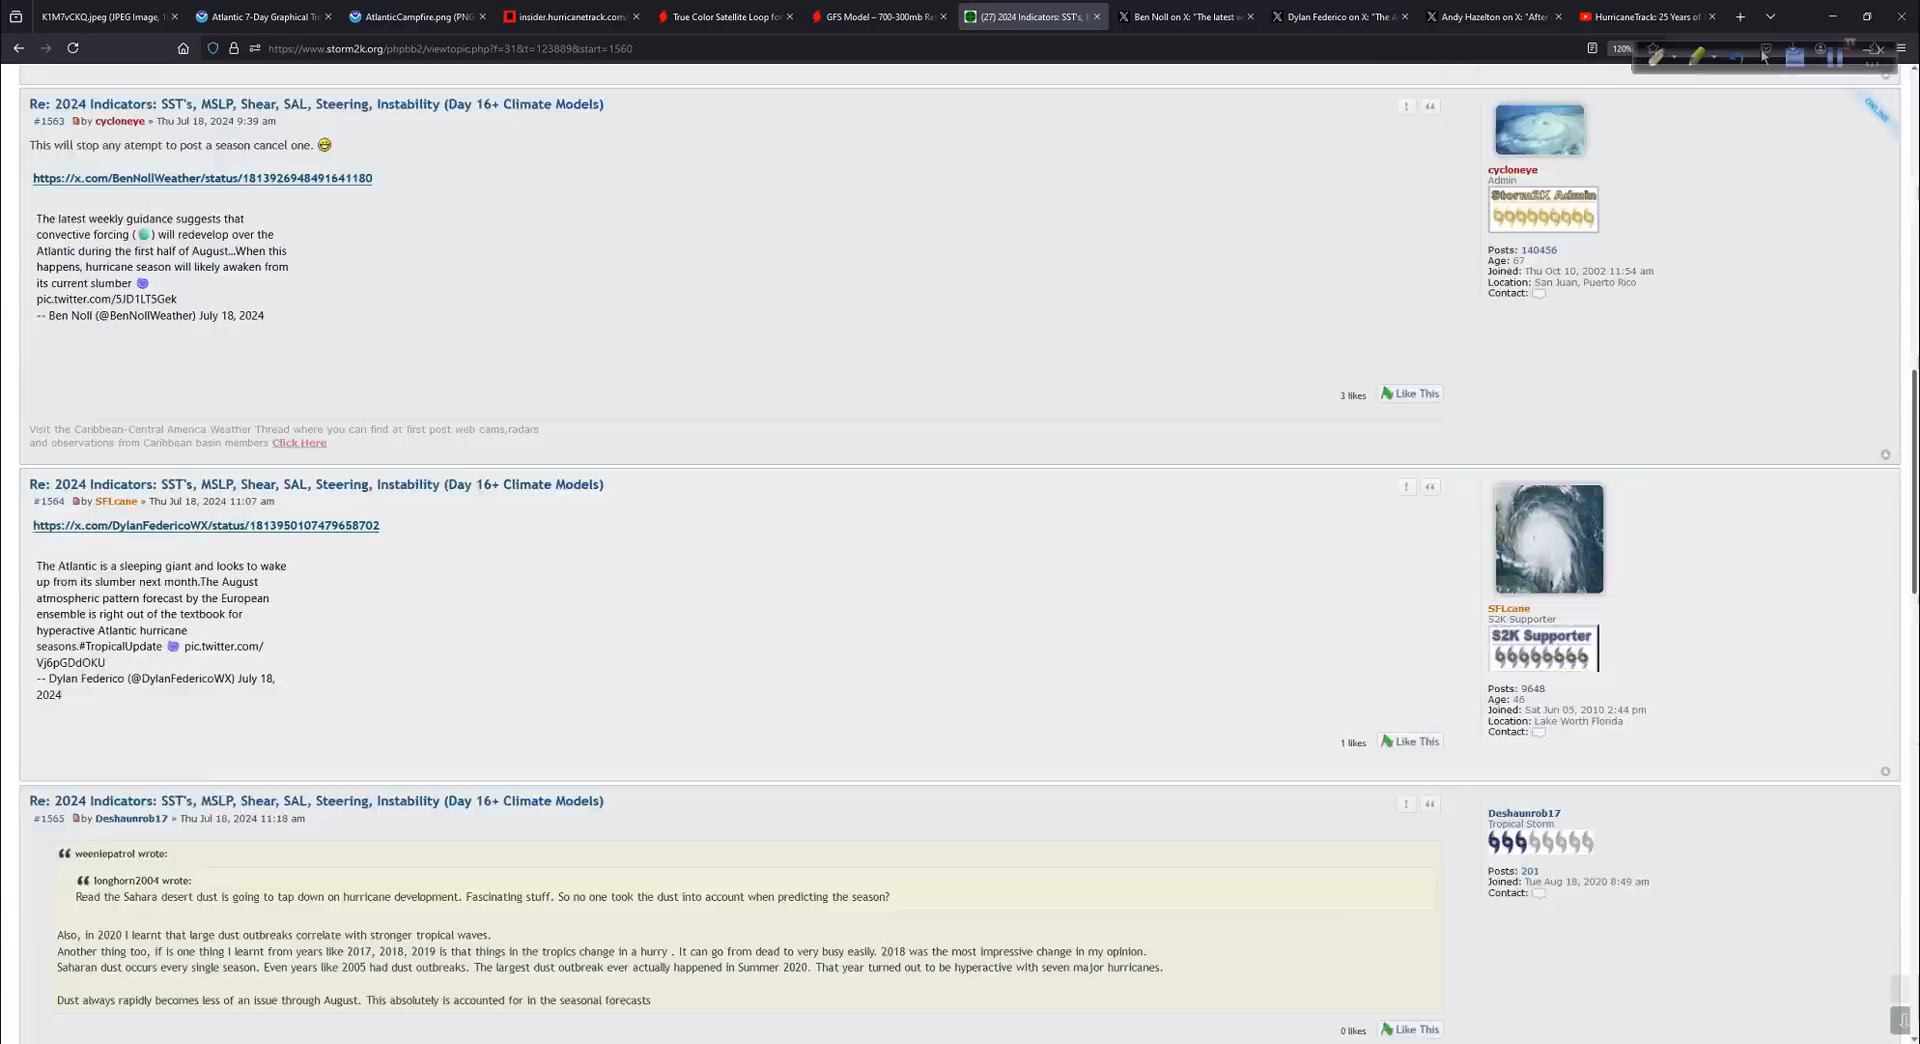 K1M7vCKQ.jpeg (JPEG Image, 1
Atlantic 7-Day Graphical Tr
AtlanticCampfire.png (PNG
insider.hurricanetrack.com/
True Color Satellite Loop fo
GFS Model – 700-300mb Re
(27) 2024 Indicators: SST's,
Ben Noll on X: "The latest w
Dylan Federico on X: "The A
Andy Hazelton on X: "After
HurricaneTrack: 25 Years of
https://www.storm2k.org/phpbb2/viewtopic.php?f=31&t=123889&start=1560
120%
Re: 2024 Indicators: SST's, MSLP, Shear, SAL, Steering, Instability (Day 16+ Climate Models)
#1563 by cycloneye » Thu Jul 18, 2024 9:39 am
This will stop any atempt to post a season cancel one.
https://x.com/BenNollWeather/status/1813926948491641180
The latest weekly guidance suggests that
convective forcing ( ) will redevelop over the
Atlantic during the first half of August...When this
happens, hurricane season will likely awaken from
its current slumber
pic.twitter.com/5JD1LT5Gek
-- Ben Noll (@BenNollWeather) July 18, 2024
3 likes
Like This
Visit the Caribbean-Central America Weather Thread where you can find at first post web cams,radars
and observations from Caribbean basin members Click Here
ONLINE
cycloneye
Admin
Storm2K Admin
Posts: 140456
Age: 67
Joined: Thu Oct 10, 2002 11:54 am
Location: San Juan, Puerto Rico
Contact:
Re: 2024 Indicators: SST's, MSLP, Shear, SAL, Steering, Instability (Day 16+ Climate Models)
#1564 by SFLcane » Thu Jul 18, 2024 11:07 am
https://x.com/DylanFedericoWX/status/1813950107479658702
The Atlantic is a sleeping giant and looks to wake
up from its slumber next month.The August
atmospheric pattern forecast by the European
ensemble is right out of the textbook for
hyperactive Atlantic hurricane
seasons.#TropicalUpdate pic.twitter.com/
Vj6pGDdOKU
-- Dylan Federico (@DylanFedericoWX) July 18,
2024
1 likes
Like This
SFLcane
S2K Supporter
S2K Supporter
Posts: 9648
Age: 46
Joined: Sat Jun 05, 2010 2:44 pm
Location: Lake Worth Florida
Contact:
Re: 2024 Indicators: SST's, MSLP, Shear, SAL, Steering, Instability (Day 16+ Climate Models)
#1565 by Deshaunrob17 » Thu Jul 18, 2024 11:18 am
weeniepatrol wrote:
longhorn2004 wrote:
Read the Sahara desert dust is going to tap down on hurricane development. Fascinating stuff. So no one took the dust into account when predicting the season?
Also, in 2020 I learnt that large dust outbreaks correlate with stronger tropical waves.
Another thing too, if is one thing I learnt from years like 2017, 2018, 2019 is that things in the tropics change in a hurry . It can go from dead to very busy easily. 2018 was the most impressive change in my opinion.
Saharan dust occurs every single season. Even years like 2005 had dust outbreaks. The largest dust outbreak ever actually happened in Summer 2020. That year turned out to be hyperactive with seven major hurricanes.
Dust always rapidly becomes less of an issue through August. This absolutely is accounted for in the seasonal forecasts
0 likes
Like This
Deshaunrob17
Tropical Storm
Posts: 201
Joined: Tue Aug 18, 2020 8:49 am
Contact: